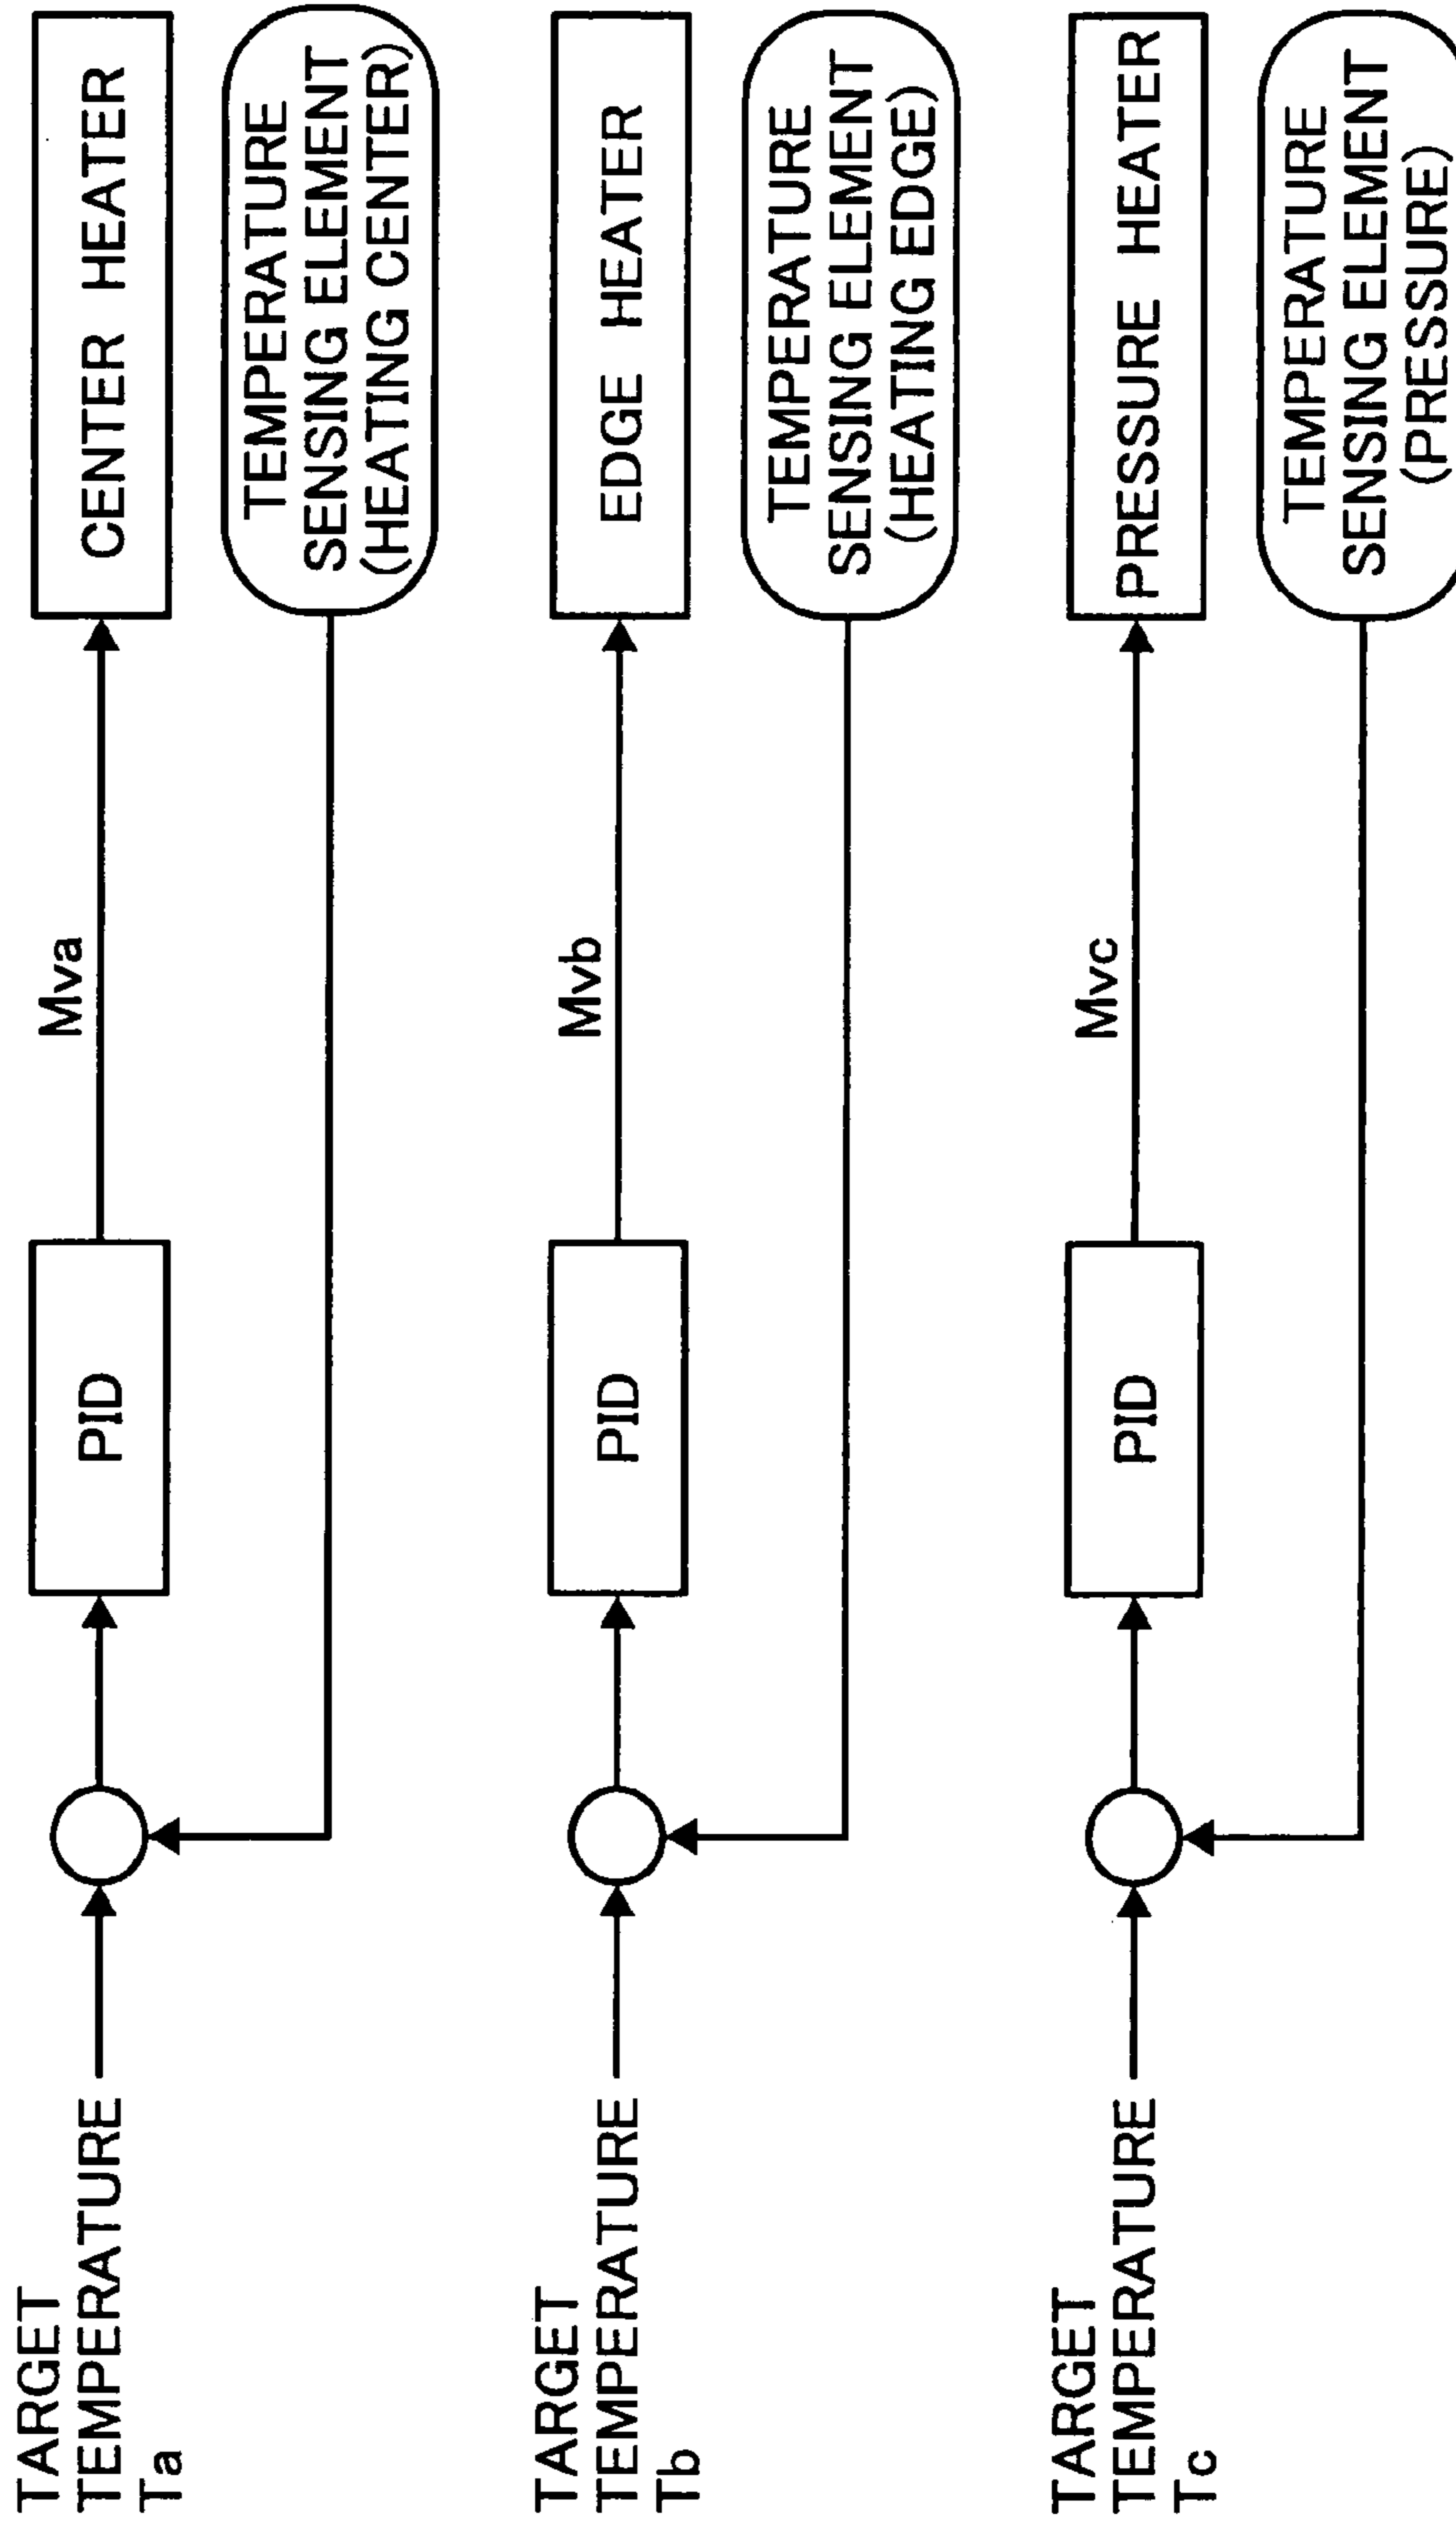 TARGET
TEMPERATURE
Ta
PID
Mva
CENTER HEATER
TEMPERATURE
SENSING ELEMENT
(HEATING CENTER)
TARGET
TEMPERATURE
Tb
PID
Mvb
EDGE HEATER
TEMPERATURE
SENSING ELEMENT
(HEATING EDGE)
TARGET
TEMPERATURE
Tc
PID
Mvc
PRESSURE HEATER
TEMPERATURE
SENSING ELEMENT
(PRESSURE)